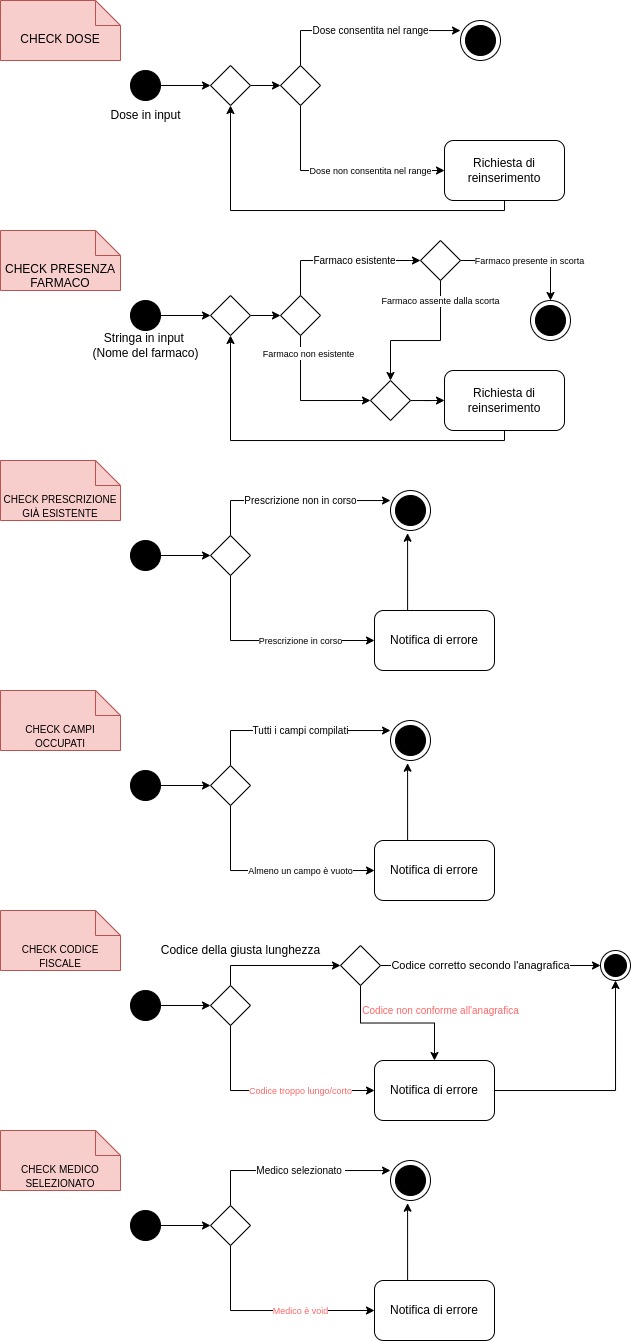 CHECK DOSE
Dose consentita nel range
Dose in input
Dose non consentita nel range
Richiesta di
reinserimento
CHECK PRESENZA
FARMACO
Farmaco esistente
Farmaco presente in scorta
Farmaco assente dalla scorta
Stringa in input
(Nome del farmaco)
Farmaco non esistente
Richiesta di
reinserimento
CHECK PRESCRIZIONE
GIÀ ESISTENTE
Prescrizione non in corso
Prescrizione in corso
Notifica di errore
CHECK CAMPI
OCCUPATI
Tutti i campi compilati
Almeno un campo è vuoto
Notifica di errore
CHECK CODICE
FISCALE
Codice della giusta lunghezza
Codice corretto secondo l'anagrafica
Codice non conforme all'anagrafica
Codice troppo lungo/corto
Notifica di errore
CHECK MEDICO
SELEZIONATO
Medico selezionato
Medico è void
Notifica di errore